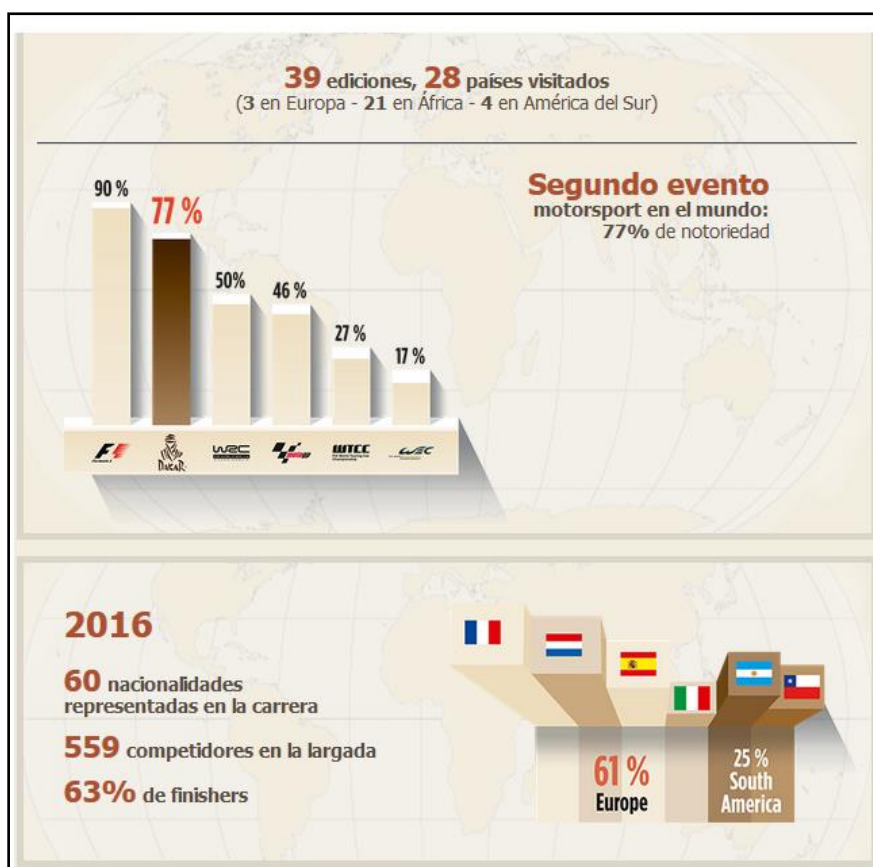 39 ediciones, 28 países visitados
(3 en Europa - 21 en África - 4 en América del Sur)
Segundo evento
motorsport en el mundo:
77% de notoriedad
90 %
77 %
50%
46 %
27 %
17 %
F1
DAKAR
WRC
motoGP
WTCC
WEC
2016
60 nacionalidades
representadas en la carrera
559 competidores en la largada
63% de finishers
61 %
Europe
25 %
South
America